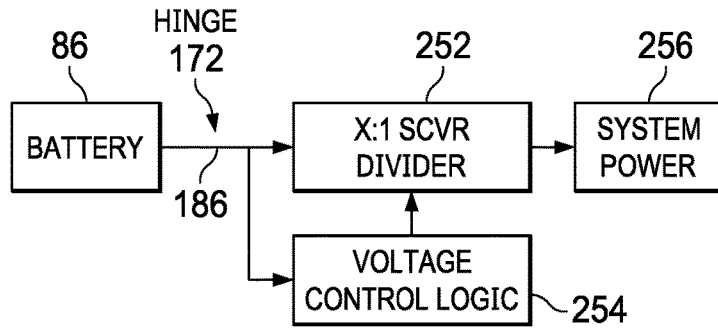 HINGE
86
172
252
256
BATTERY
186
X:1 SCVR
DIVIDER
SYSTEM
POWER
VOLTAGE
CONTROL LOGIC
254